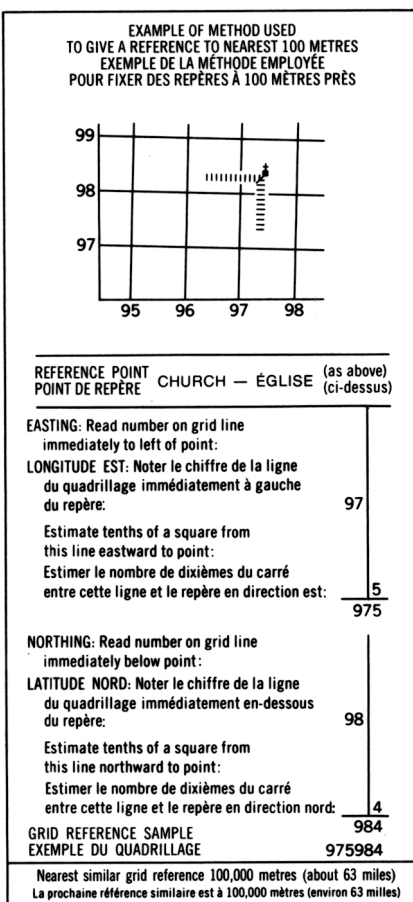 EXAMPLE OF METHOD USED
TO GIVE A REFERENCE TO NEAREST 100 METRES
EXEMPLE DE LA MÉTHODE EMPLOYÉE
POUR FIXER DES REPÈRES À 100 MÈTRES PRÈS
99
98
97
95 96 97 98
REFERENCE POINT CHURCH — ÉGLISE (as above)
POINT DE REPÈRE (ci-dessus)
EASTING: Read number on grid line
immediately to left of point:
LONGITUDE EST: Noter le chiffre de la ligne
du quadrillage immédiatement à gauche
du repère: 97
Estimate tenths of a square from
this line eastward to point:
Estimer le nombre de dixièmes du carré
entre cette ligne et le repère en direction est: 5
975
NORTHING: Read number on grid line
immediately below point:
LATITUDE NORD: Noter le chiffre de la ligne
du quadrillage immédiatement en-dessous
du repère: 98
Estimate tenths of a square from
this line northward to point:
Estimer le nombre de dixièmes du carré
entre cette ligne et le repère en direction nord: 4
984
GRID REFERENCE SAMPLE
EXEMPLE DU QUADRILLAGE 975984
Nearest similar grid reference 100,000 metres (about 63 miles)
La prochaine référence similaire est à 100,000 mètres (environ 63 milles)